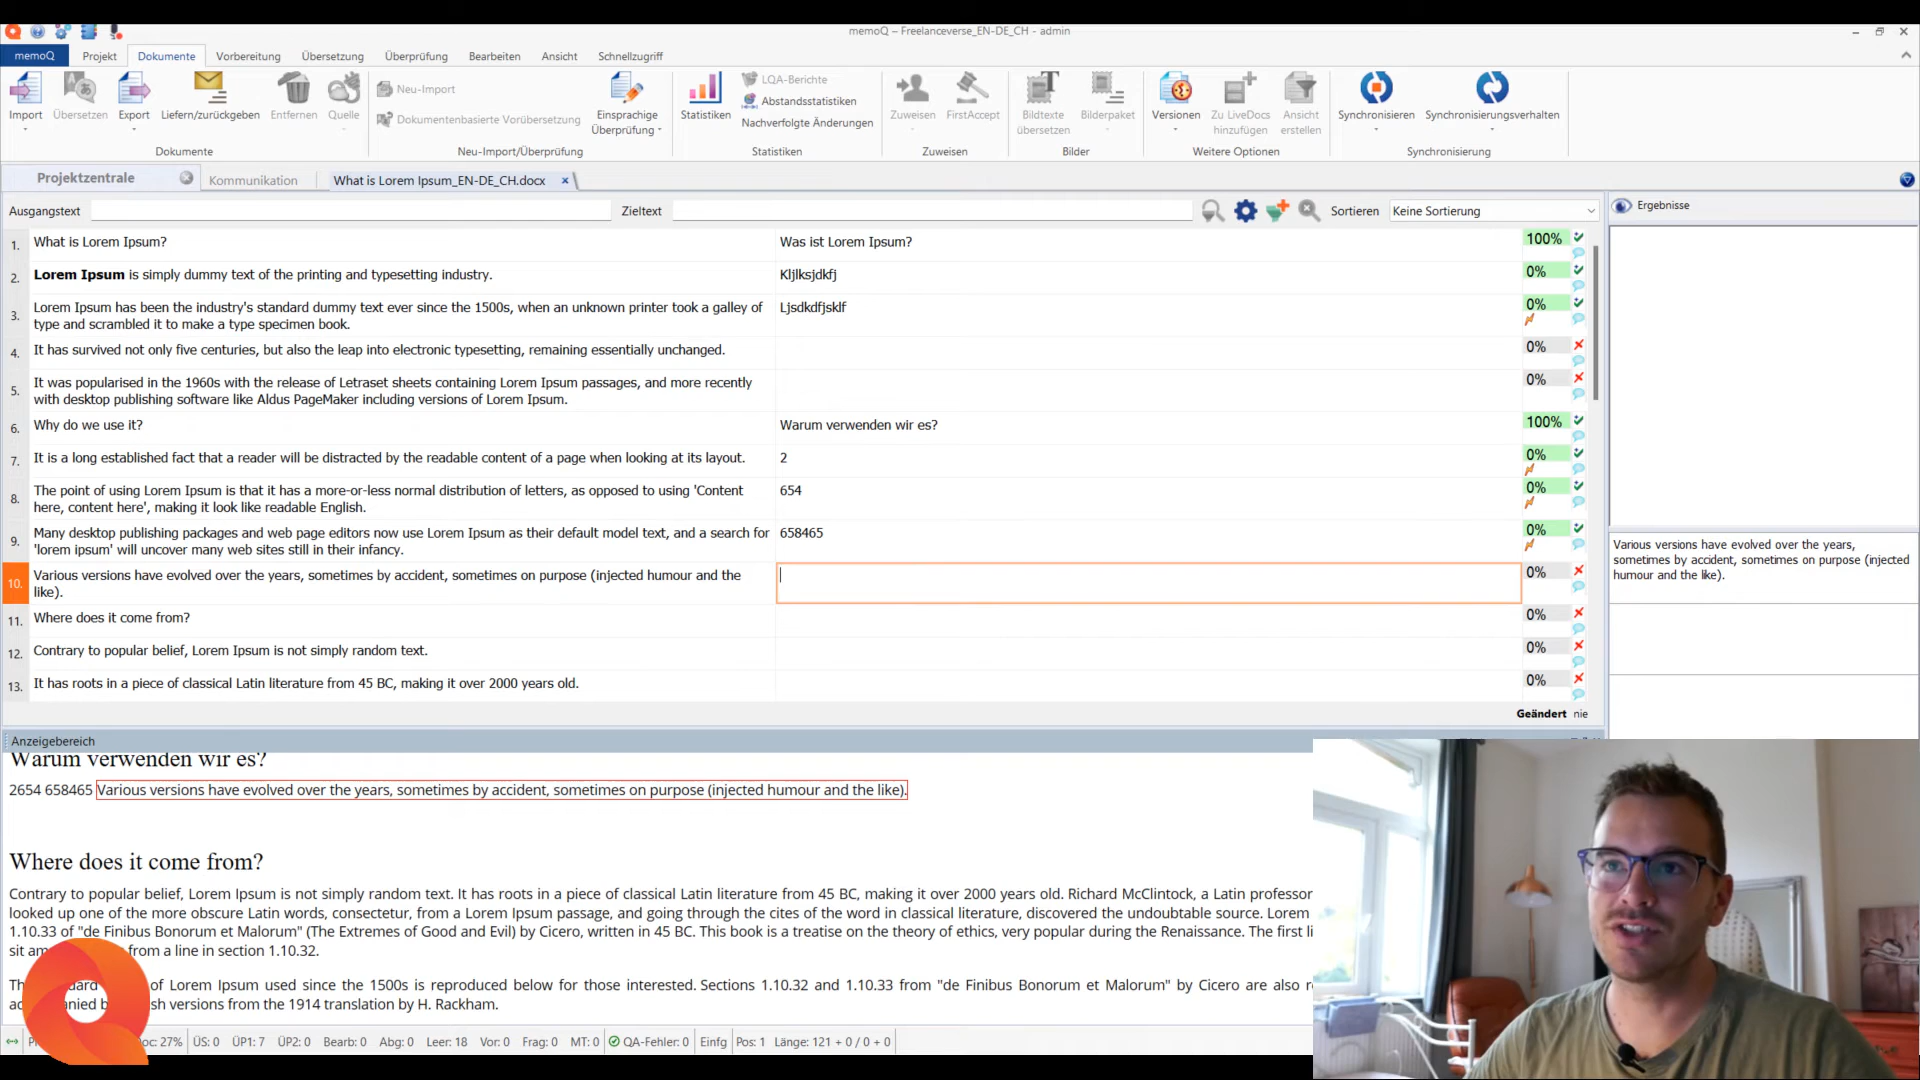 memoQ – Freelanceverse_EN-DE_CH - admin
memoQ Projekt Dokumente Vorbereitung Übersetzung Überprüfung Bearbeiten Ansicht Schnellzugriff
Import
Übersetzen
Export
Liefern/zurückgeben
Entfernen
Quelle
Dokumente
Neu-Import
Dokumentenbasierte Vorübersetzung
Einsprachige
Überprüfung
Neu-Import/Überprüfung
Statistiken
LQA-Berichte
Abstandsstatistiken
Nachverfolgte Änderungen
Statistiken
Zuweisen
FirstAccept
Zuweisen
Bildtexte
übersetzen
Bilderpaket
Bilder
Versionen
Zu LiveDocs
hinzufügen
Ansicht
erstellen
Weitere Optionen
Synchronisieren
Synchronisierungsverhalten
Synchronisierung
Projektzentrale Kommunikation What is Lorem Ipsum_EN-DE_CH.docx
Ausgangstext Zieltext Sortieren Keine Sortierung
Ergebnisse
1. What is Lorem Ipsum? Was ist Lorem Ipsum? 100%
2. Lorem Ipsum is simply dummy text of the printing and typesetting industry. Kljlksjdkfj 0%
3. Lorem Ipsum has been the industry's standard dummy text ever since the 1500s, when an unknown printer took a galley of Ljsdkdfjsklf 0%
type and scrambled it to make a type specimen book.
4. It has survived not only five centuries, but also the leap into electronic typesetting, remaining essentially unchanged. 0%
5. It was popularised in the 1960s with the release of Letraset sheets containing Lorem Ipsum passages, and more recently 0%
with desktop publishing software like Aldus PageMaker including versions of Lorem Ipsum.
6. Why do we use it? Warum verwenden wir es? 100%
7. It is a long established fact that a reader will be distracted by the readable content of a page when looking at its layout. 2 0%
8. The point of using Lorem Ipsum is that it has a more-or-less normal distribution of letters, as opposed to using 'Content 654 0%
here, content here', making it look like readable English.
9. Many desktop publishing packages and web page editors now use Lorem Ipsum as their default model text, and a search for 658465 0%
'lorem ipsum' will uncover many web sites still in their infancy.
10. Various versions have evolved over the years, sometimes by accident, sometimes on purpose (injected humour and the 0%
like).
11. Where does it come from? 0%
12. Contrary to popular belief, Lorem Ipsum is not simply random text. 0%
13. It has roots in a piece of classical Latin literature from 45 BC, making it over 2000 years old. 0%
Geändert nie
Various versions have evolved over the years,
sometimes by accident, sometimes on purpose (injected
humour and the like).
Anzeigebereich
Warum verwenden wir es?
2654 658465 Various versions have evolved over the years, sometimes by accident, sometimes on purpose (injected humour and the like).
Where does it come from?
Contrary to popular belief, Lorem Ipsum is not simply random text. It has roots in a piece of classical Latin literature from 45 BC, making it over 2000 years old. Richard McClintock, a Latin professor
looked up one of the more obscure Latin words, consectetur, from a Lorem Ipsum passage, and going through the cites of the word in classical literature, discovered the undoubtable source. Lorem
1.10.33 of "de Finibus Bonorum et Malorum" (The Extremes of Good and Evil) by Cicero, written in 45 BC. This book is a treatise on the theory of ethics, very popular during the Renaissance. The first li
sit am from a line in section 1.10.32.
of Lorem Ipsum used since the 1500s is reproduced below for those interested. Sections 1.10.32 and 1.10.33 from "de Finibus Bonorum et Malorum" by Cicero are also
versions from the 1914 translation by H. Rackham.
27% ÜS: 0 ÜP1: 7 ÜP2: 0 Bearb: 0 Abg: 0 Leer: 18 Vor: 0 Frag: 0 MT: 0 QA-Fehler: 0 Einfg Pos: 1 Länge: 121 + 0 / 0 + 0